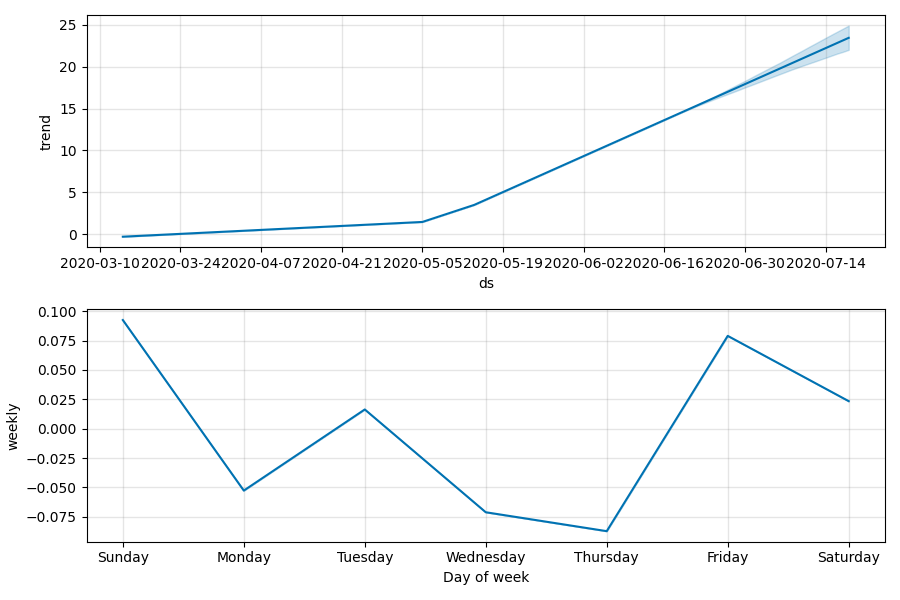 25
20
15
10
5
0
trend
2020-03-10 2020-03-24 2020-04-07 2020-04-21 2020-05-05 2020-05-19 2020-06-02 2020-06-16 2020-06-30 2020-07-14
ds
0.100
0.075
0.050
0.025
0.000
−0.025
−0.050
−0.075
weekly
Sunday Monday Tuesday Wednesday Thursday Friday Saturday
Day of week